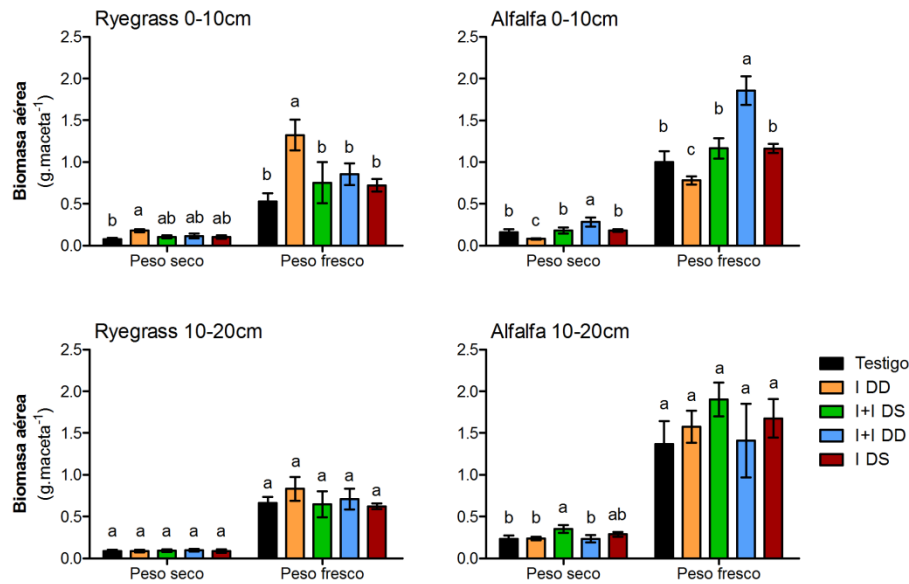 Ryegrass 0-10cm
Biomasa aérea
(g.maceta-1)
2.5
2.0
1.5
1.0
0.5
0.0
b
a
ab
ab
ab
b
a
b
b
b
Peso seco
Peso fresco
Alfalfa 0-10cm
2.5
2.0
1.5
1.0
0.5
0.0
b
c
b
a
b
b
c
b
a
b
Peso seco
Peso fresco
Ryegrass 10-20cm
Biomasa aérea
(g.maceta-1)
2.5
2.0
1.5
1.0
0.5
0.0
a
a
a
a
a
a
a
a
a
a
Peso seco
Peso fresco
Alfalfa 10-20cm
2.5
2.0
1.5
1.0
0.5
0.0
b
b
a
b
ab
a
a
a
a
a
Peso seco
Peso fresco
Testigo
I DD
I+I DS
I+I DD
I DS